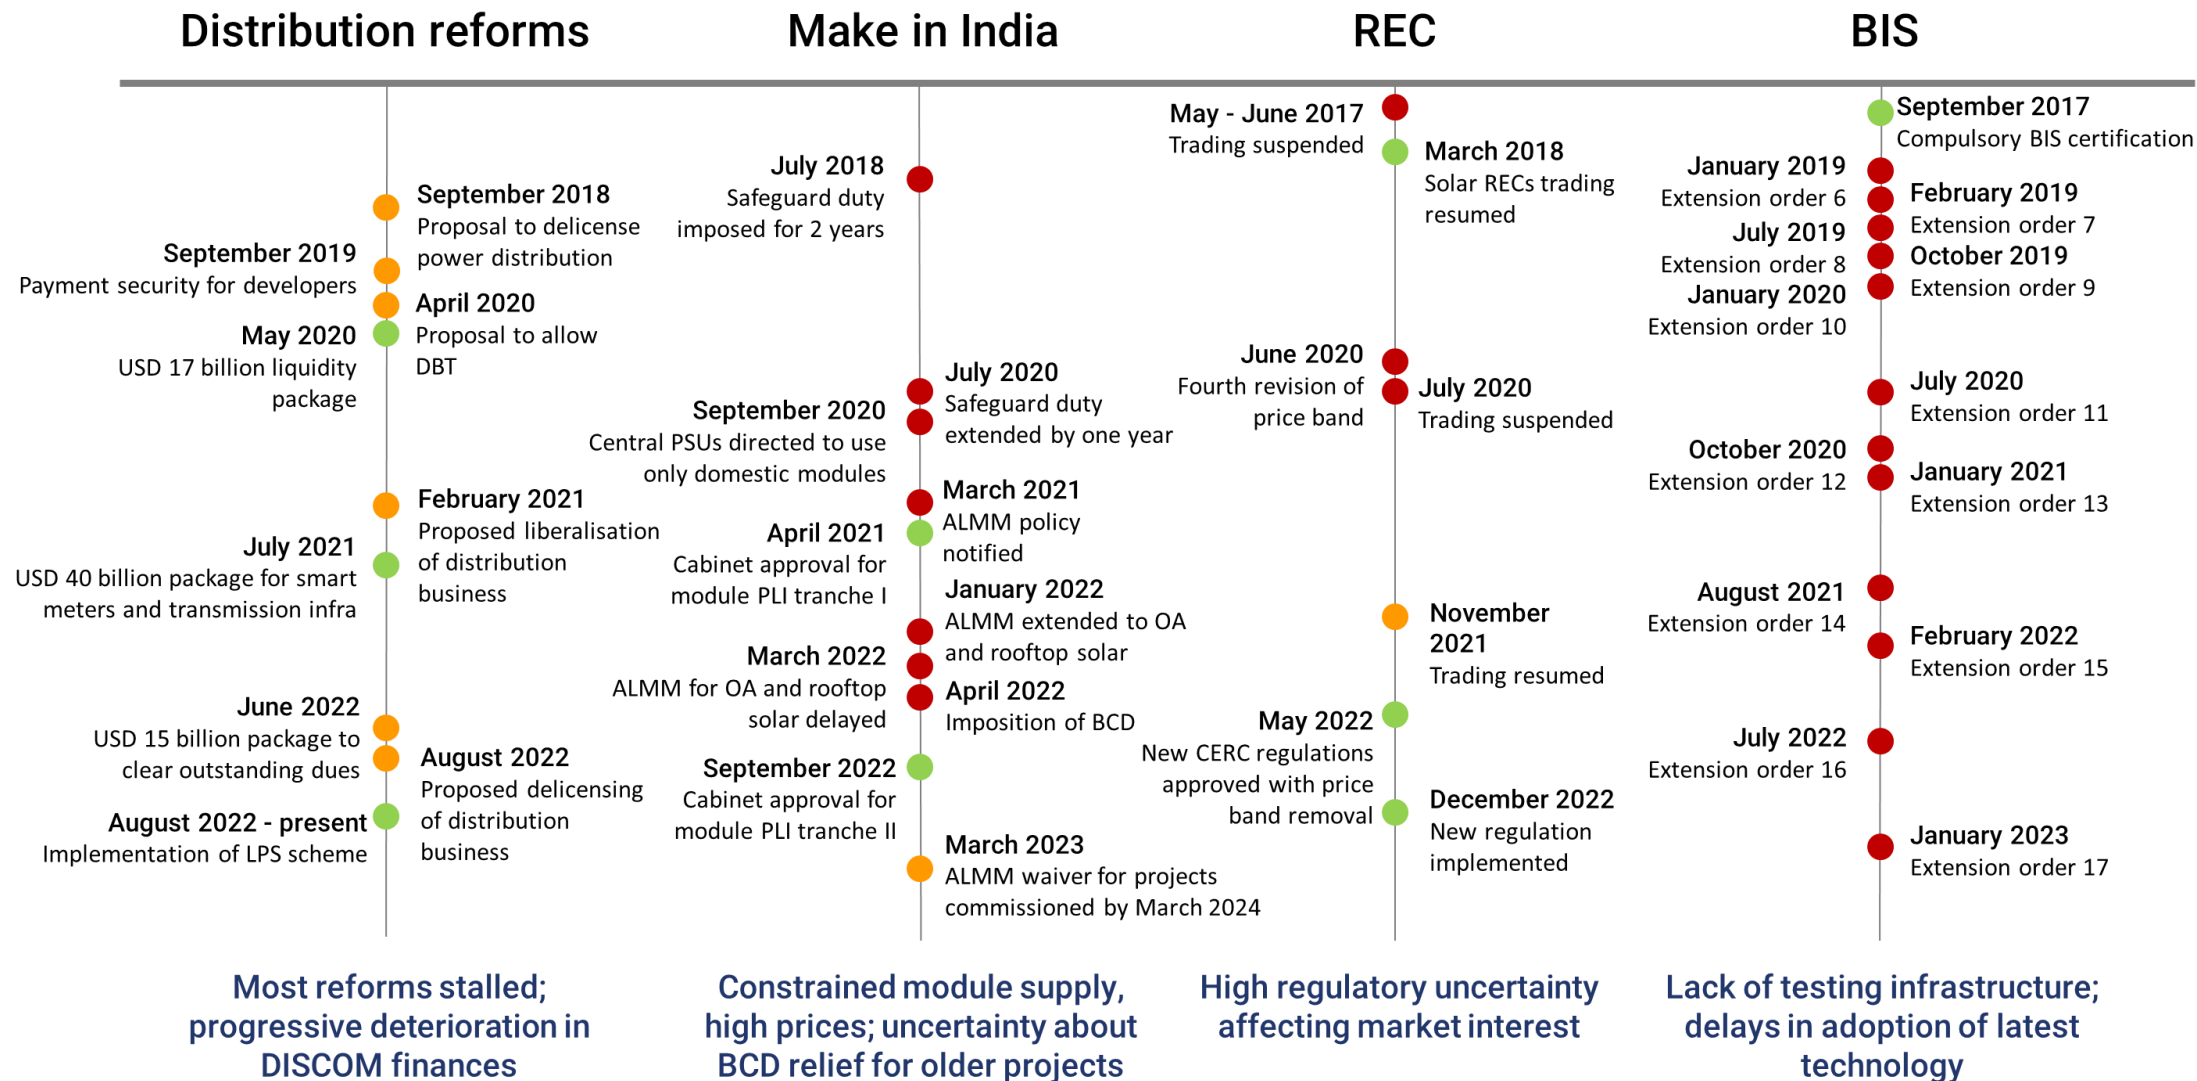 Distribution reforms
September 2018
Proposal to delicense
power distribution
September 2019
Payment security for developers
April 2020
Proposal to allow
DBT
May 2020
USD 17 billion liquidity
package
February 2021
Proposed liberalisation
of distribution
business
July 2021
USD 40 billion package for smart
meters and transmission infra
June 2022
USD 15 billion package to
clear outstanding dues
August 2022
Proposed delicensing
of distribution
business
August 2022 - present
Implementation of LPS scheme
Most reforms stalled;
progressive deterioration in
DISCOM finances
Make in India
July 2018
Safeguard duty
imposed for 2 years
July 2020
Safeguard duty
extended by one year
September 2020
Central PSUs directed to use
only domestic modules
March 2021
ALMM policy
notified
April 2021
Cabinet approval for
module PLI tranche I
January 2022
ALMM extended to OA
and rooftop solar
March 2022
ALMM for OA and rooftop
solar delayed
April 2022
Imposition of BCD
September 2022
Cabinet approval for
module PLI tranche II
March 2023
ALMM waiver for projects
commissioned by March 2024
Constrained module supply,
high prices; uncertainty about
BCD relief for older projects
REC
May - June 2017
Trading suspended
March 2018
Solar RECs trading
resumed
June 2020
Fourth revision of
price band
July 2020
Trading suspended
November
2021
Trading resumed
May 2022
New CERC regulations
approved with price
band removal
December 2022
New regulation
implemented
High regulatory uncertainty
affecting market interest
BIS
September 2017
Compulsory BIS certification
January 2019
Extension order 6
February 2019
Extension order 7
July 2019
Extension order 8
October 2019
Extension order 9
January 2020
Extension order 10
July 2020
Extension order 11
October 2020
Extension order 12
January 2021
Extension order 13
August 2021
Extension order 14
February 2022
Extension order 15
July 2022
Extension order 16
January 2023
Extension order 17
Lack of testing infrastructure;
delays in adoption of latest
technology